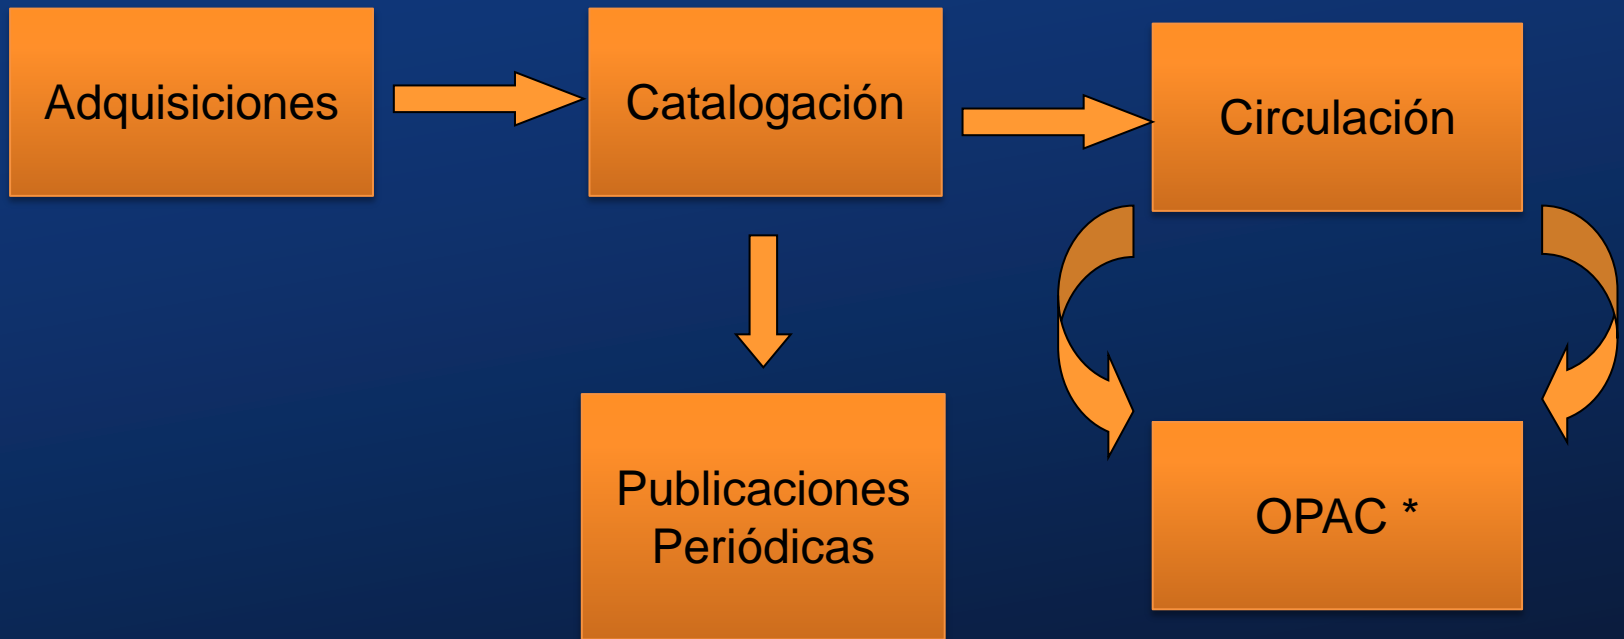 Adquisiciones
Catalogación
Circulación
Publicaciones
Periódicas
OPAC *